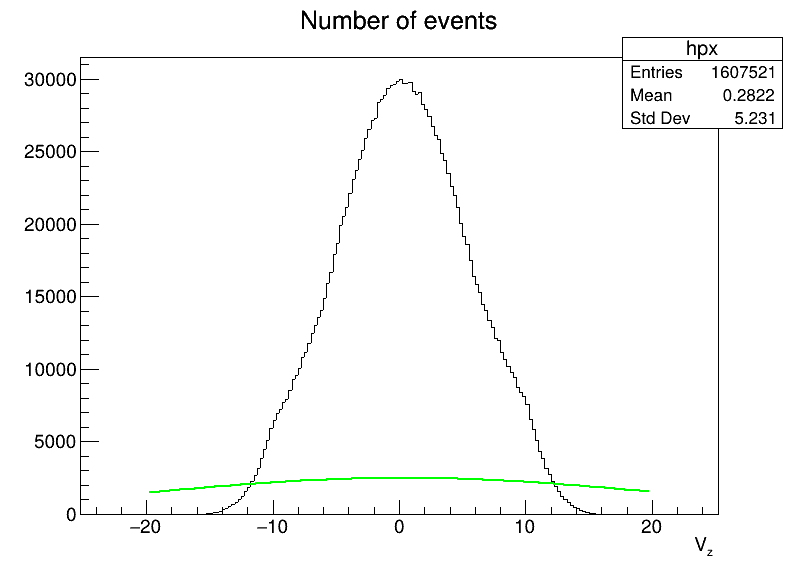 Number of events
hpx
Entries 1607521
Mean 0.2822
Std Dev 5.231
30000
25000
20000
15000
10000
5000
0
−20 −10 0 10 20
Vz